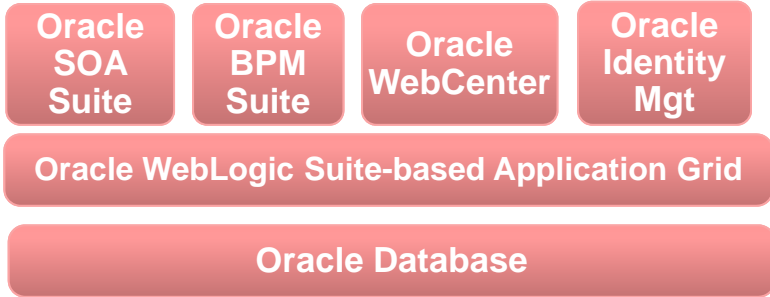 Oracle
SOA
Suite
Oracle
BPM
Suite
Oracle
WebCenter
Oracle
Identity
Mgt
Oracle WebLogic Suite-based Application Grid
Oracle Database